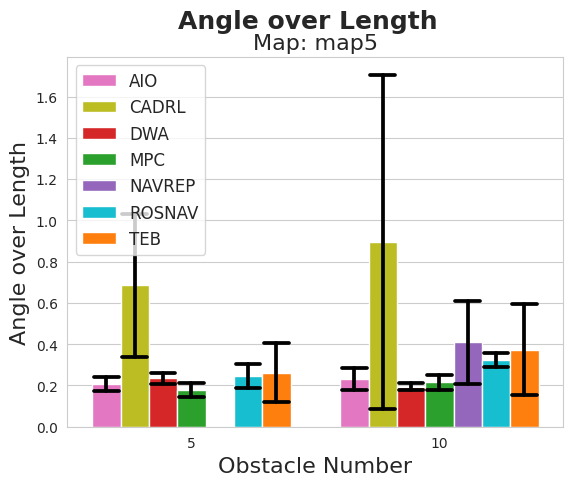 Angle over Length
Map: map5
Angle over Length
1.6
1.4
1.2
1.0
0.8
0.6
0.4
0.2
0.0
AIO
CADRL
DWA
MPC
NAVREP
ROSNAV
TEB
5
10
Obstacle Number